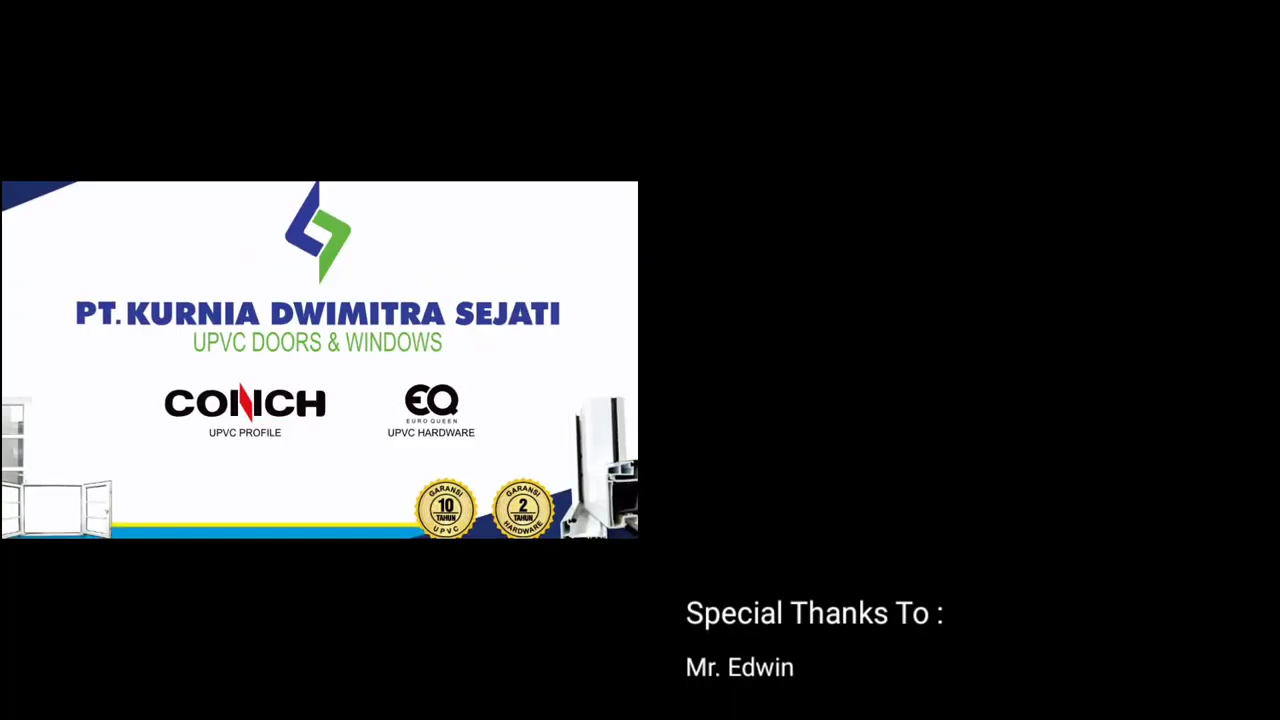 PT. KURNIA DWIMITRA SEJATI
UPVC DOORS & WINDOWS
CONCH
UPVC PROFILE
EQ
EURO QUEEN
UPVC HARDWARE
GARANSI
10
TAHUN
UPVC
GARANSI
2
TAHUN
HARDWARE
Special Thanks To :
Mr. Edwin